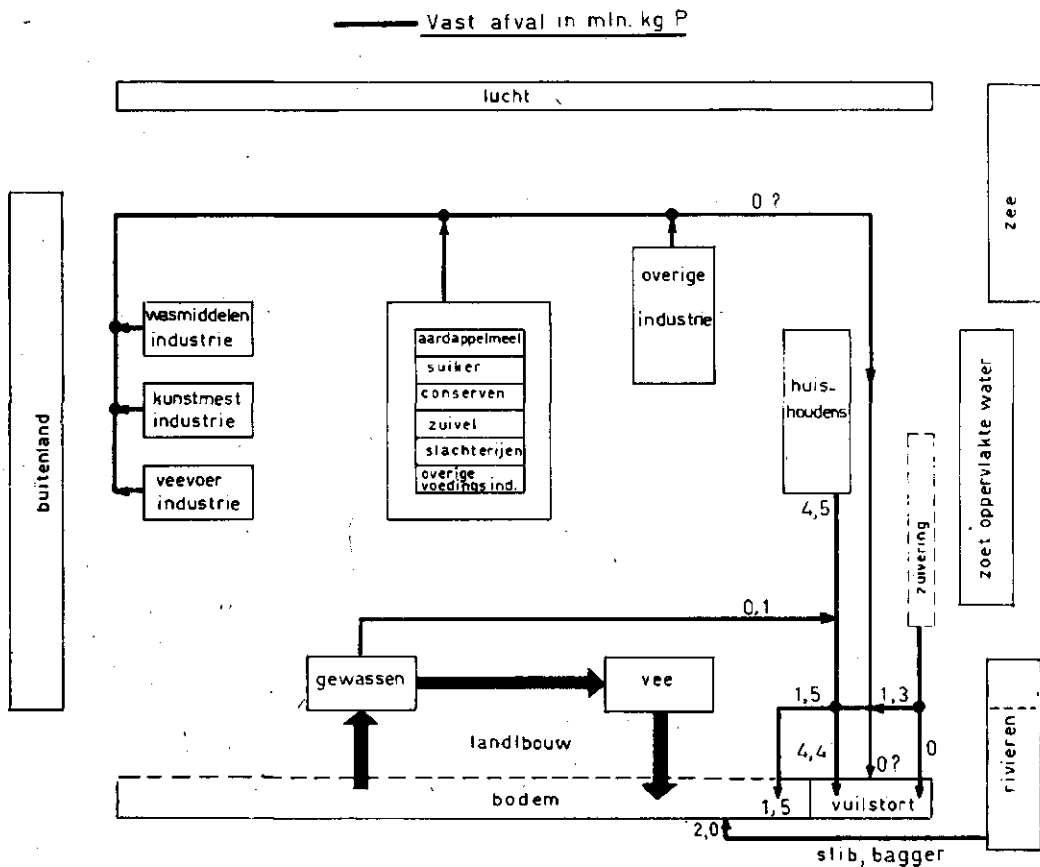 Vast afval in mln. kg P
lucht
zee
buitenland
0 ?
overige
industrie
wasmiddelen
industrie
kunstmest
industrie
veevoer
industrie
aardappelmeel
suiker
conserven
zuivel
slachterijen
overige
voedings ind.
huis-
houdens
4,5
zuivering
zoet oppervlakte water
0,1
gewassen
vee
landbouw
1,5
1,3
4,4
0?
0
rivieren
bodem
1,5
vuilstort
2,0
slib, bagger